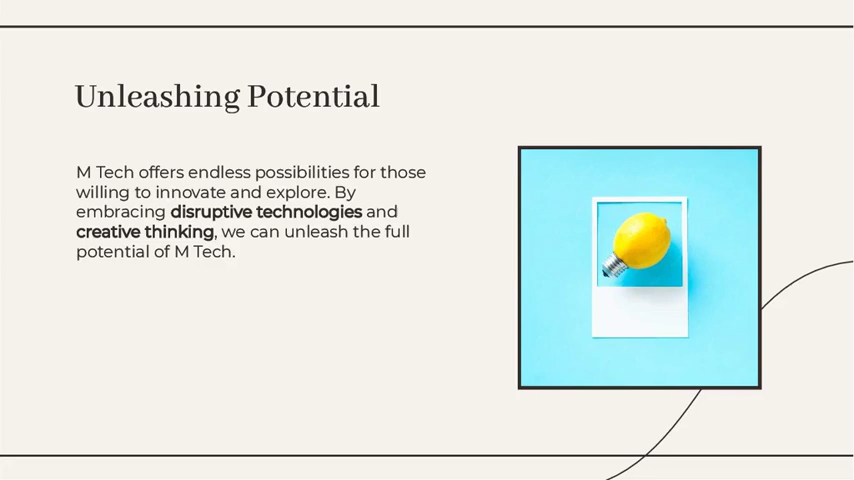 Unleashing Potential
M Tech offers endless possibilities for those
willing to innovate and explore. By
embracing disruptive technologies and
creative thinking, we can unleash the full
potential of M Tech.